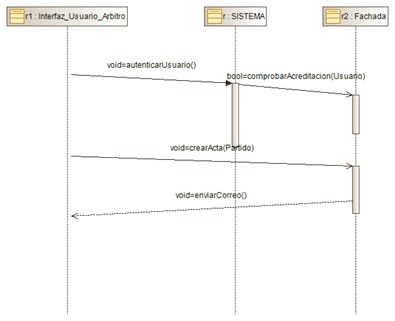 r1 : Interfaz_Usuario_Arbitro
r : SISTEMA
r2 : Fachada
void=autenticarUsuario()
bool=comprobarAcreditacion(Usuario)
void=crearActa(Partido)
void=enviarCorreo()